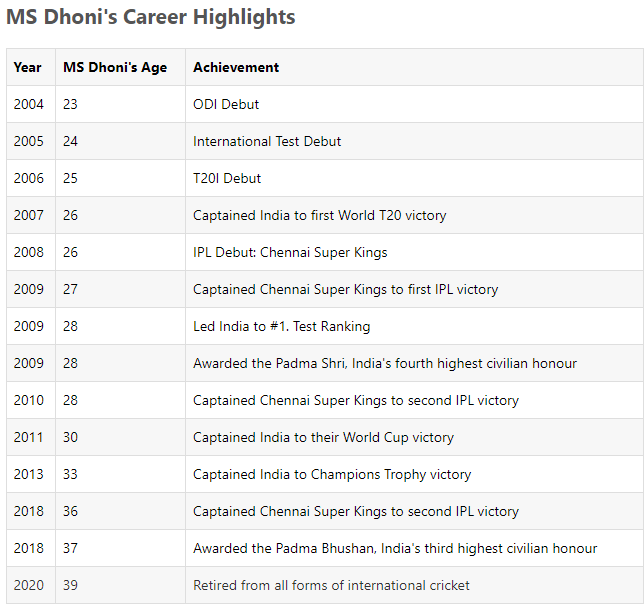 MS Dhoni's Career Highlights
Year MS Dhoni's Age Achievement
2004 23 ODI Debut
2005 24 International Test Debut
2006 25 T20I Debut
2007 26 Captained India to first World T20 victory
2008 26 IPL Debut: Chennai Super Kings
2009 27 Captained Chennai Super Kings to first IPL victory
2009 28 Led India to #1. Test Ranking
2009 28 Awarded the Padma Shri, India's fourth highest civilian honour
2010 28 Captained Chennai Super Kings to second IPL victory
2011 30 Captained India to their World Cup victory
2013 33 Captained India to Champions Trophy victory
2018 36 Captained Chennai Super Kings to second IPL victory
2018 37 Awarded the Padma Bhushan, India's third highest civilian honour
2020 39 Retired from all forms of international cricket